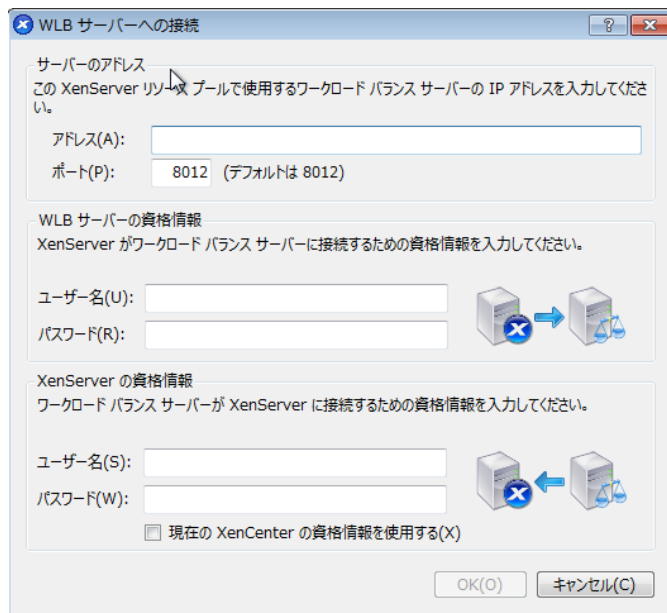 WLB サーバーへの接続
サーバーのアドレス
この XenServer リソース プールで使用するワークロード バランス サーバーの IP アドレスを入力してくださ
い。
アドレス(A):
ポート(P): 8012 (デフォルトは 8012)
WLB サーバーの資格情報
XenServer がワークロード バランス サーバーに接続するための資格情報を入力してください。
ユーザー名(U):
パスワード(R):
XenServer の資格情報
ワークロード バランス サーバーが XenServer に接続するための資格情報を入力してください。
ユーザー名(S):
パスワード(W):
現在の XenCenter の資格情報を使用する(X)
OK(O) キャンセル(C)